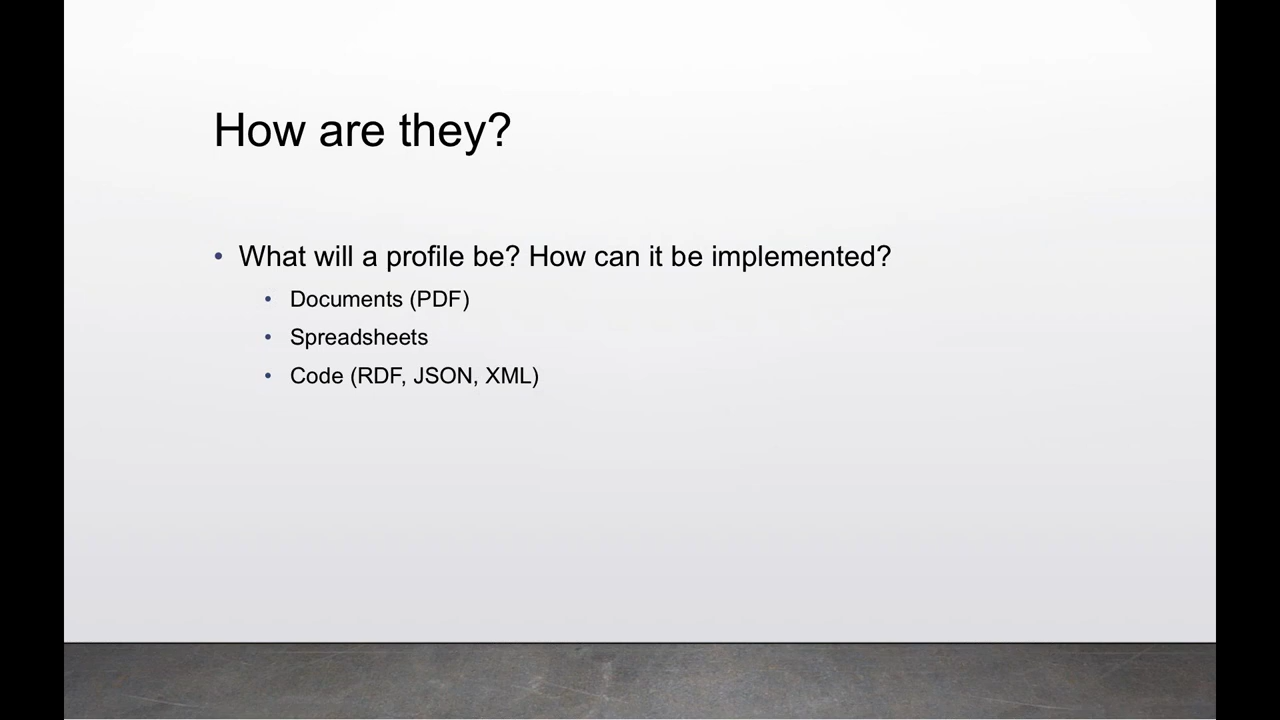 How are they?
• What will a profile be? How can it be implemented?
• Documents (PDF)
• Spreadsheets
• Code (RDF, JSON, XML)